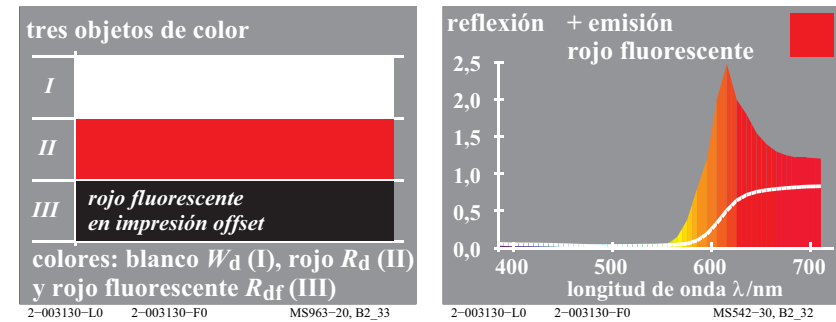 tres objetos de color
I
II
III
rojo fluorescente
en impresión offset
colores: blanco Wd (I), rojo Rd (II)
y rojo fluorescente Rdf (III)
2−003130−L0 2−003130−F0 MS963−20, B2_33
reflexión + emisión
rojo fluorescente
2,5
2,0
1,5
1,0
0,5
0,0
400 500 600 700
longitud de onda λ/nm
2−003130−L0 2−003130−F0 MS542−30, B2_32